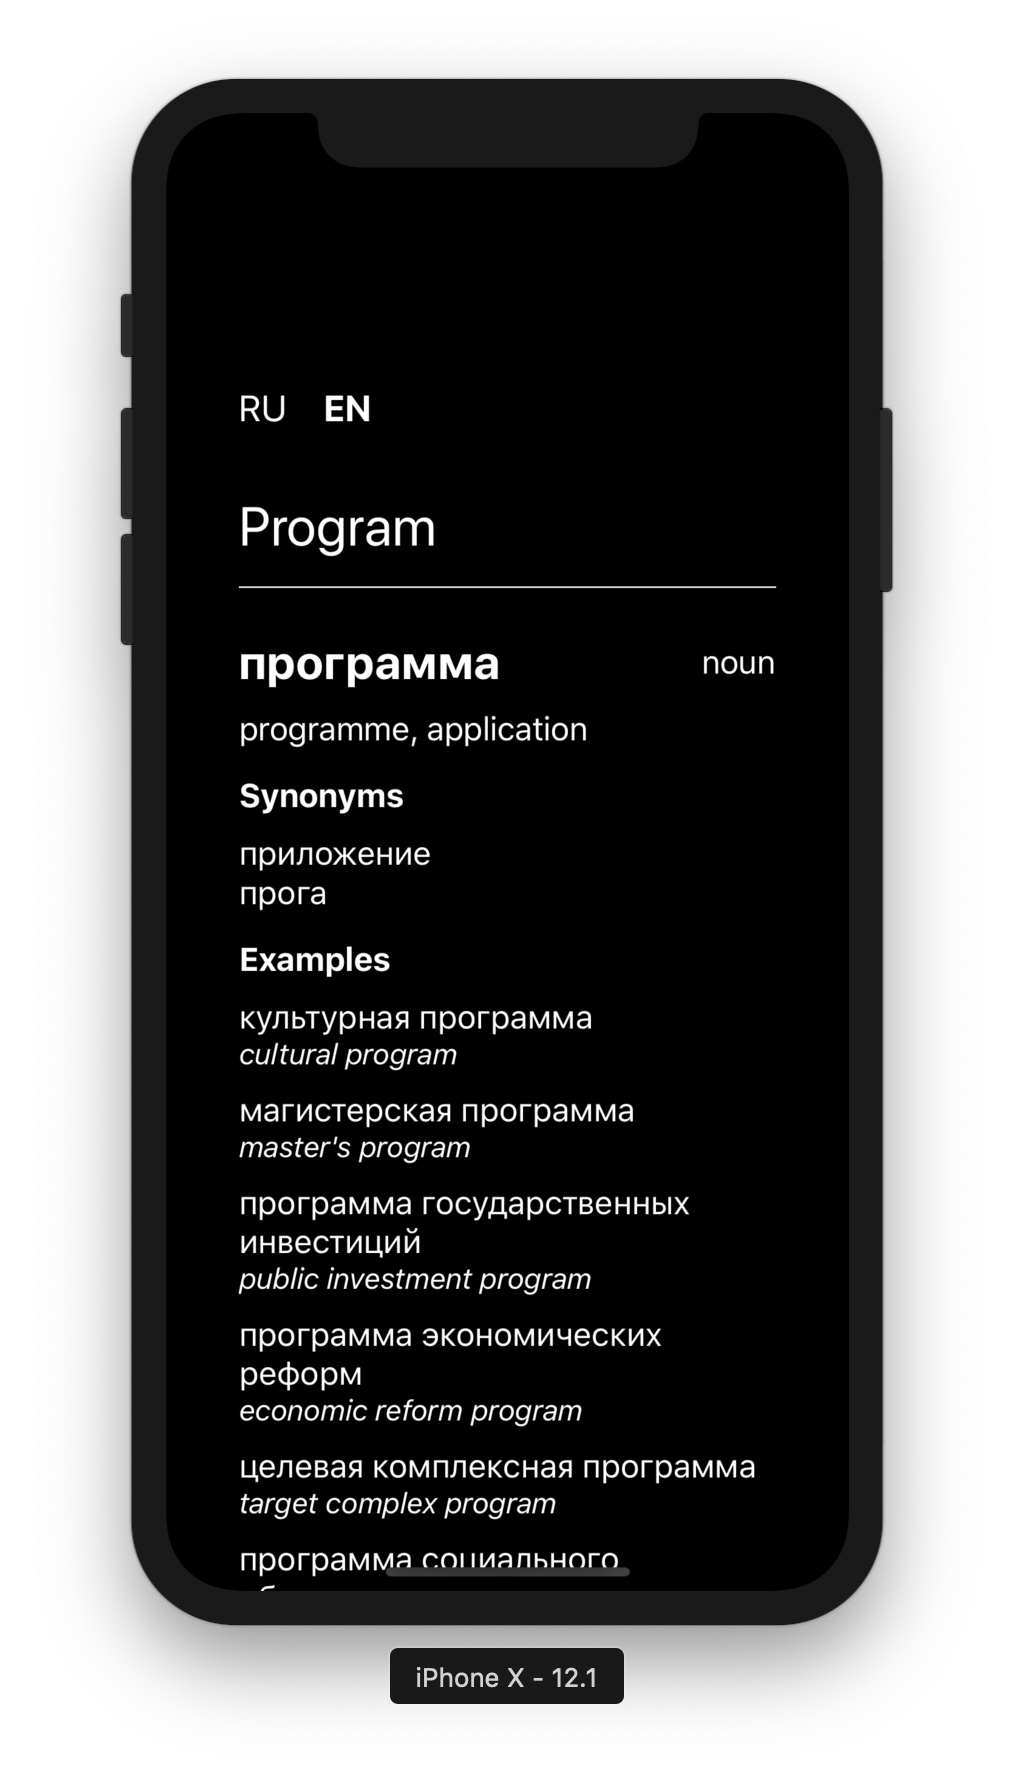 RU EN
Program
программа noun
programme, application
Synonyms
приложение
прога
Examples
культурная программа
cultural program
магистерская программа
master's program
программа государственных
инвестиций
public investment program
программа экономических
реформ
economic reform program
целевая комплексная программа
target complex program
программа социального
iPhone X - 12.1